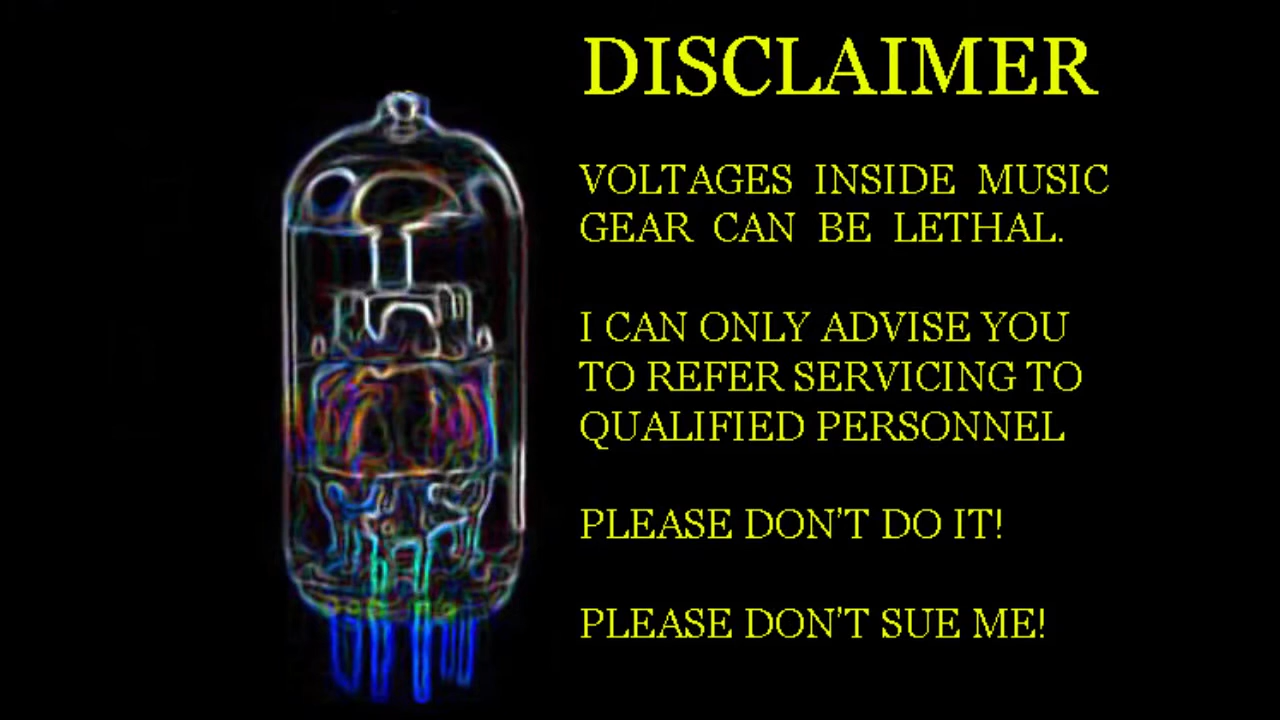 DISCLAIMER
VOLTAGES INSIDE MUSIC
GEAR CAN BE LETHAL.
I CAN ONLY ADVISE YOU
TO REFER SERVICING TO
QUALIFIED PERSONNEL
PLEASE DON'T DO IT!
PLEASE DON'T SUE ME!